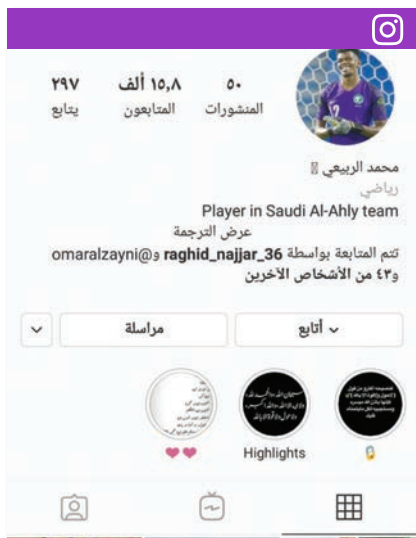 ٥٠ ١٥,٨ ألف ٢٩٧
المنشورات المتابعون يتابع
محمد الربيعي
رياضي
Player in Saudi Al-Ahly team
عرض الترجمة
تتم المتابعة بواسطة raghid_najjar_36 و@omaralzayni
و٣٤ من الأشخاص الآخرين
أتابع مراسلة
Highlights